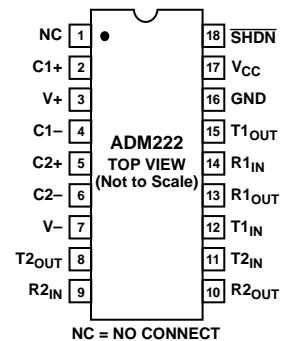 NC 1 18 SHDN
C1+ 2 17 VCC
V+ 3 16 GND
C1– 4 15 T1OUT
C2+ 5 14 R1IN
C2– 6 13 R1OUT
V– 7 12 T1IN
T2OUT 8 11 T2IN
R2IN 9 10 R2OUT
ADM222
TOP VIEW
(Not to Scale)
NC = NO CONNECT